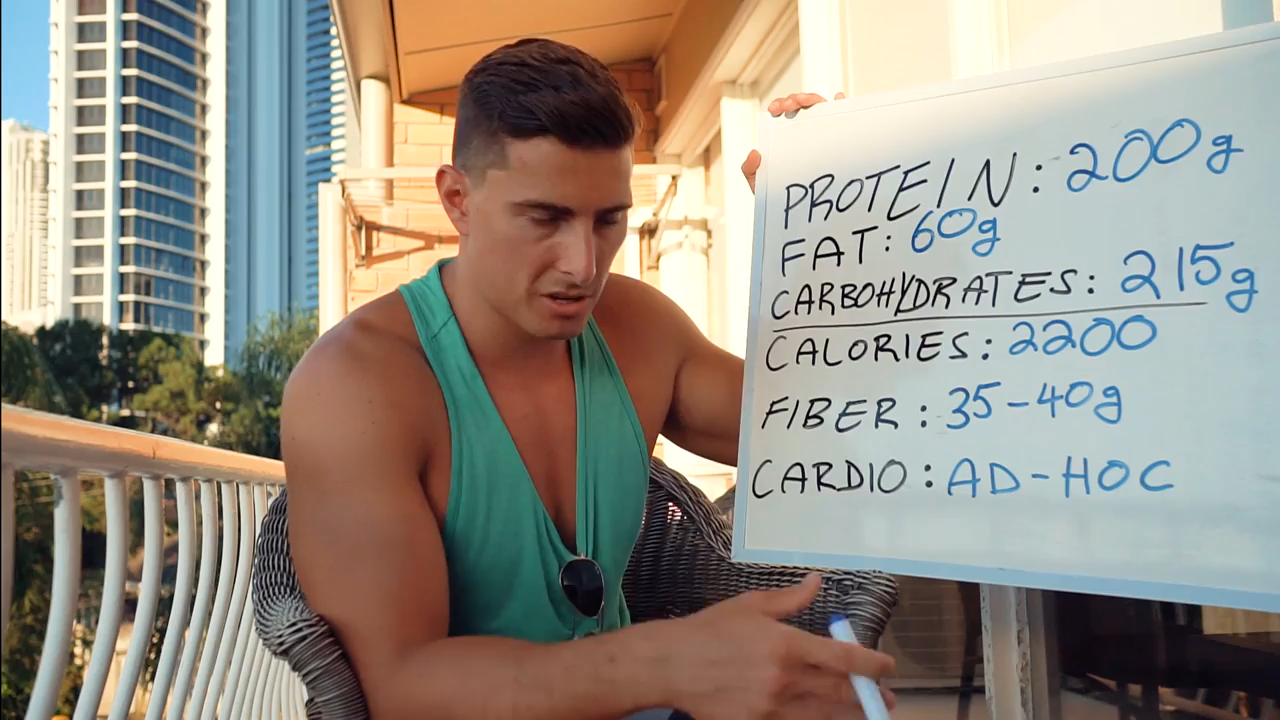 PROTEIN: 200g
FAT: 60g
CARBOHYDRATES: 215g
CALORIES: 2200
FIBER: 35-40g
CARDIO: AD-HOC